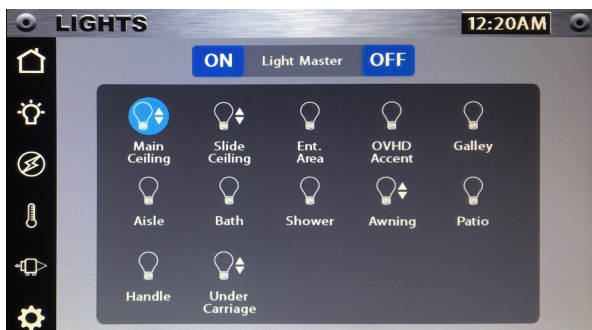 LIGHTS 12:20AM
ON Light Master OFF
Main Ceiling
Slide Ceiling
Ent. Area
OVHD Accent
Galley
Aisle
Bath
Shower
Awning
Patio
Handle
Under Carriage